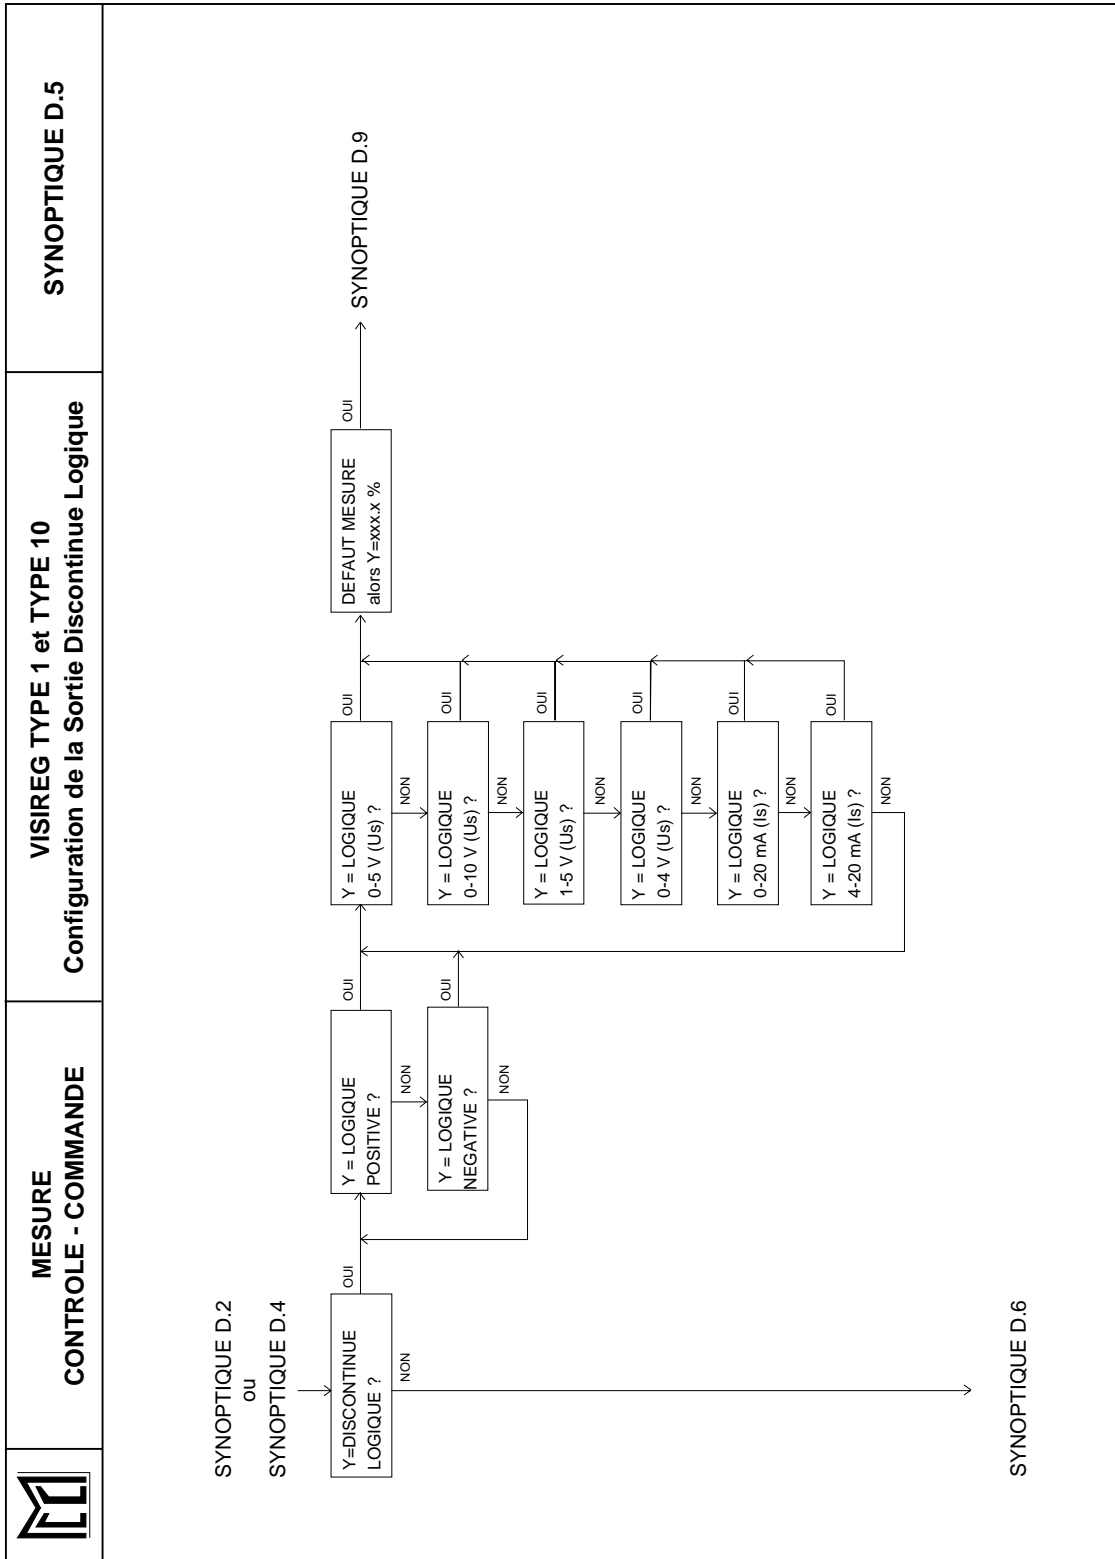 MESURE
CONTROLE - COMMANDE
VISIREG TYPE 1 et TYPE 10
Configuration de la Sortie Discontinue Logique
SYNOPTIQUE D.5
SYNOPTIQUE D.2
ou
SYNOPTIQUE D.4
Y=DISCONTINUE
LOGIQUE ?
OUI
NON
SYNOPTIQUE D.6
Y = LOGIQUE
POSITIVE ?
OUI
NON
Y = LOGIQUE
NEGATIVE ?
OUI
NON
Y = LOGIQUE
0-5 V (Us) ?
OUI
NON
Y = LOGIQUE
0-10 V (Us) ?
OUI
NON
Y = LOGIQUE
1-5 V (Us) ?
OUI
NON
Y = LOGIQUE
0-4 V (Us) ?
OUI
NON
Y = LOGIQUE
0-20 mA (Is) ?
OUI
NON
Y = LOGIQUE
4-20 mA (Is) ?
OUI
NON
DEFAUT MESURE
alors Y=xxx.x %
OUI
SYNOPTIQUE D.9